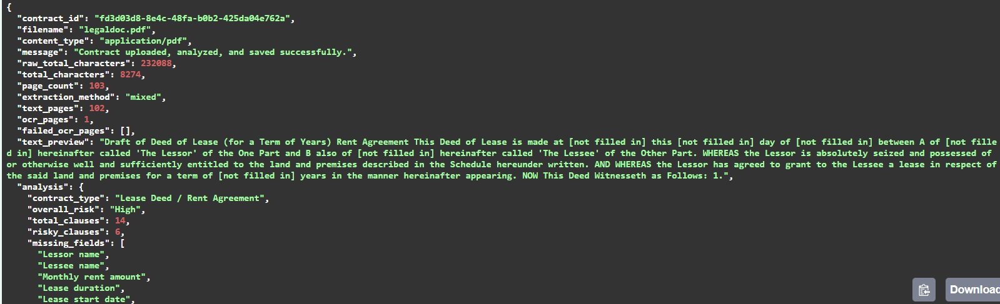 {
"contract_id": "fd3d03d8-8e4c-48fa-b0b2-425da04e762a",
"filename": "legaldoc.pdf",
"content_type": "application/pdf",
"message": "Contract uploaded, analyzed, and saved successfully.",
"raw_total_characters": 232088,
"total_characters": 8274,
"page_count": 103,
"extraction_method": "mixed",
"text_pages": 102,
"ocr_pages": 1,
"failed_ocr_pages": [],
"text_preview": "Draft of Deed of Lease (for a Term of Years) Rent Agreement This Deed of Lease is made at [not filled in] this [not filled in] day of [not filled in] between A of [not fille
d in] hereinafter called 'The Lessor' of the One Part and B also of [not filled in] hereinafter called 'The Lessee' of the Other Part. WHEREAS the Lessor is absolutely seized and possessed of
or otherwise well and sufficiently entitled to the land and premises described in the Schedule hereunder written. AND WHEREAS the Lessor has agreed to grant to the Lessee a lease in respect of
the said land and premises for a term of [not filled in] years in the manner hereinafter appearing. NOW This Deed Witnesseth as Follows: 1.",
"analysis": {
"contract_type": "Lease Deed / Rent Agreement",
"overall_risk": "High",
"total_clauses": 14,
"risky_clauses": 6,
"missing_fields": [
"Lessor name",
"Lessee name",
"Monthly rent amount",
"Lease duration",
"Lease start date",
Download